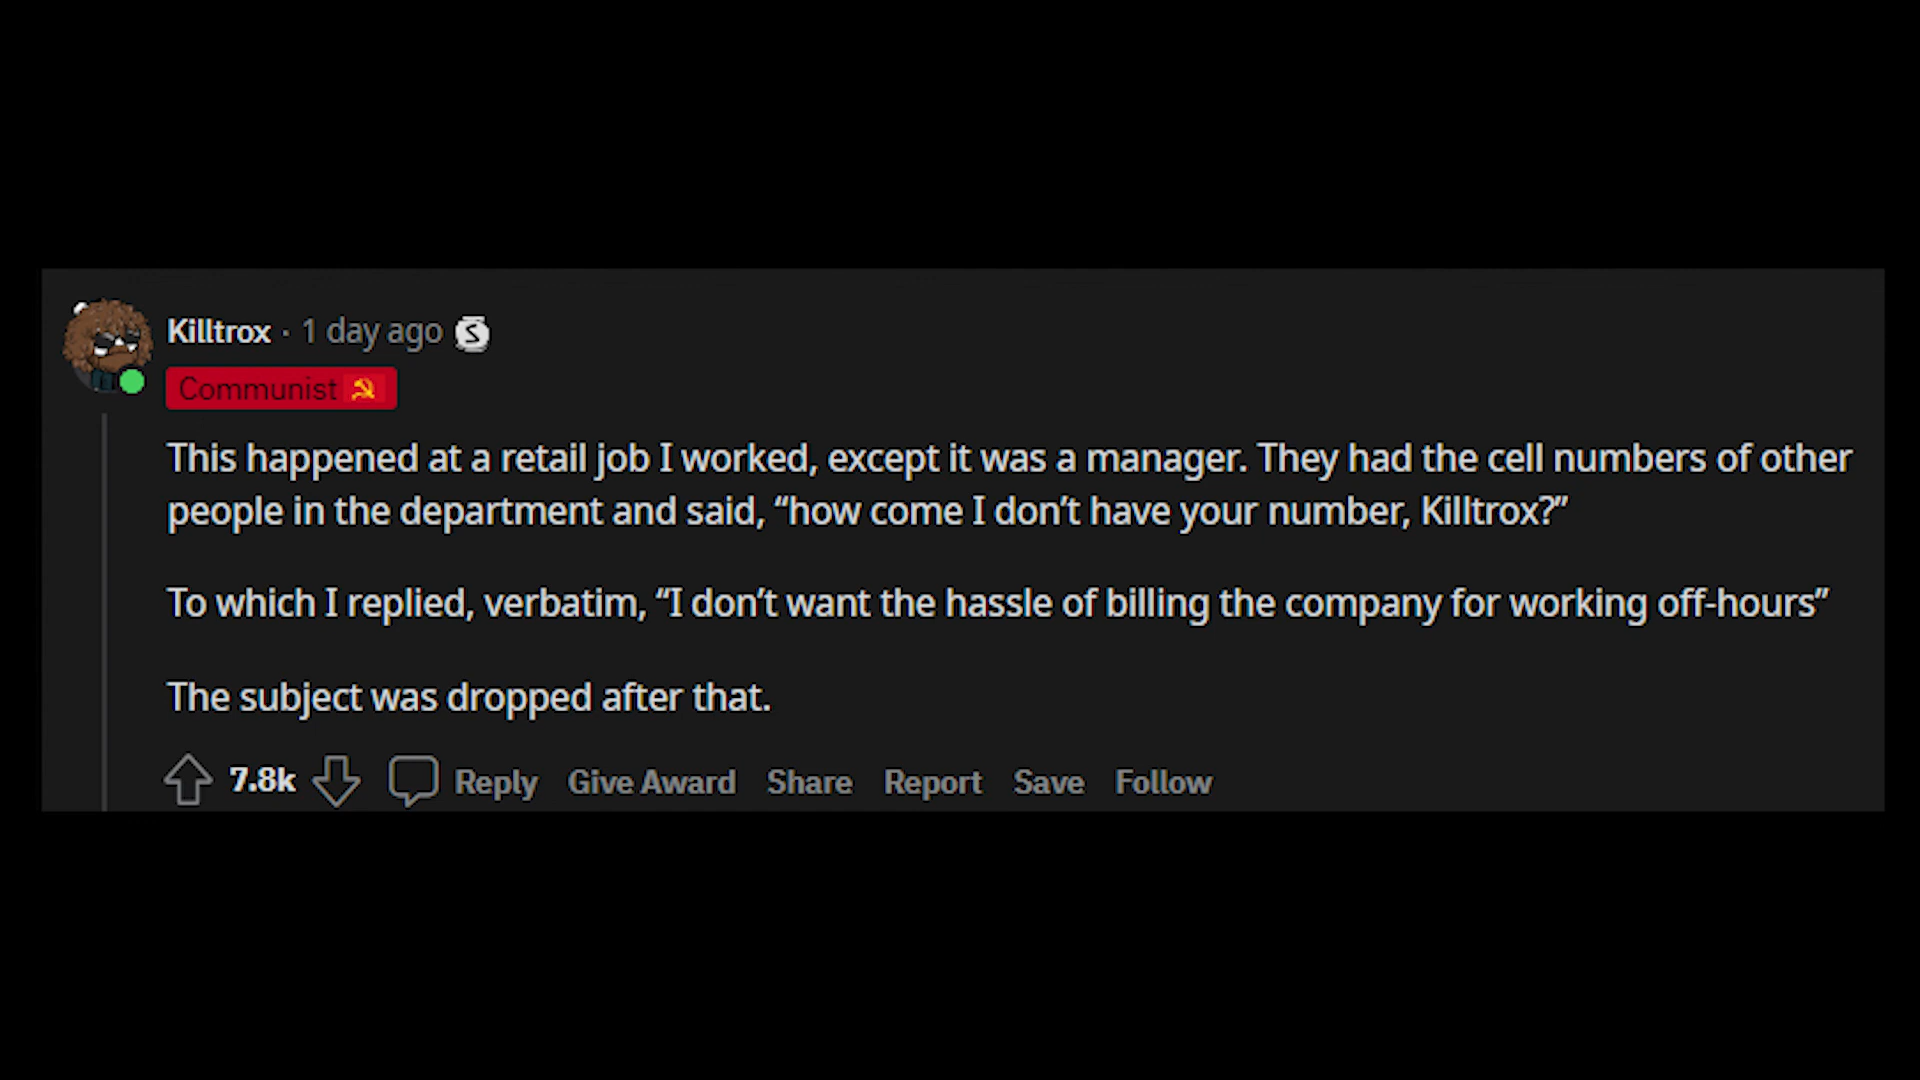 Killtrox · 1 day ago S
Communist
This happened at a retail job I worked, except it was a manager. They had the cell numbers of other
people in the department and said, “how come I don’t have your number, Killtrox?”
To which I replied, verbatim, “I don’t want the hassle of billing the company for working off-hours”
The subject was dropped after that.
7.8k Reply Give Award Share Report Save Follow